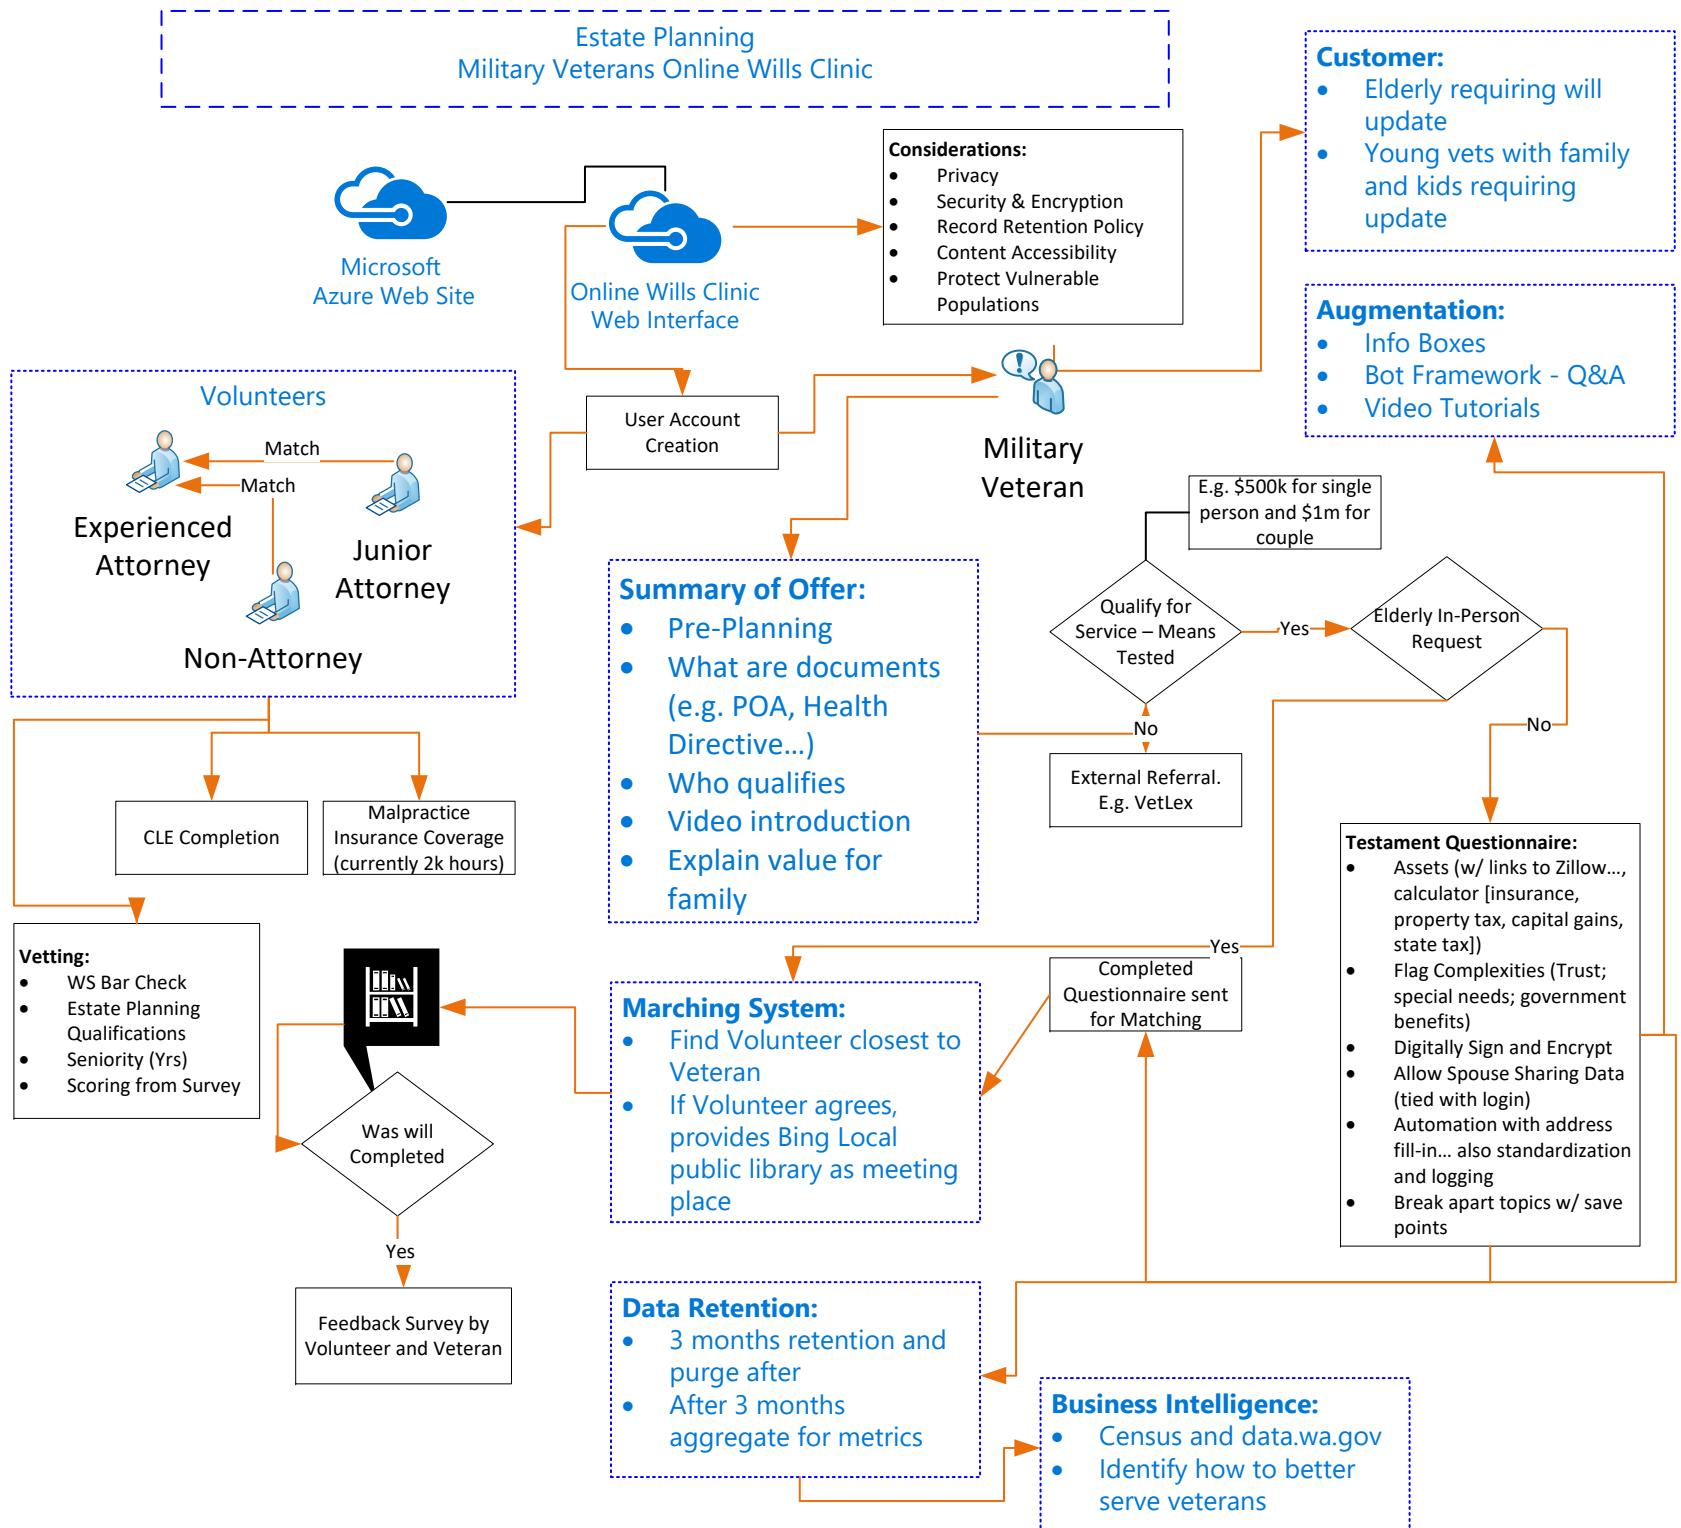 Estate Planning
Military Veterans Online Wills Clinic
Customer:
• Elderly requiring will
update
• Young vets with family
and kids requiring
update
Considerations:
• Privacy
• Security & Encryption
• Record Retention Policy
• Content Accessibility
• Protect Vulnerable
Populations
Microsoft
Azure Web Site
Online Wills Clinic
Web Interface
Augmentation:
• Info Boxes
• Bot Framework - Q&A
• Video Tutorials
Volunteers
Match
Match
Experienced
Attorney
Junior
Attorney
Non-Attorney
User Account
Creation
Military
Veteran
E.g. $500k for single
person and $1m for
couple
Summary of Offer:
• Pre-Planning
• What are documents
(e.g. POA, Health
Directive…)
• Who qualifies
• Video introduction
• Explain value for
family
Qualify for
Service – Means
Tested
Yes
Elderly In-Person
Request
No
No
External Referral.
E.g. VetLex
CLE Completion
Malpractice
Insurance Coverage
(currently 2k hours)
Testament Questionnaire:
• Assets (w/ links to Zillow…,
calculator [insurance,
property tax, capital gains,
state tax])
• Flag Complexities (Trust;
special needs; government
benefits)
• Digitally Sign and Encrypt
• Allow Spouse Sharing Data
(tied with login)
• Automation with address
fill-in… also standardization
and logging
• Break apart topics w/ save
points
Vetting:
• WS Bar Check
• Estate Planning
Qualifications
• Seniority (Yrs)
• Scoring from Survey
Yes
Completed
Questionnaire sent
for Matching
Marching System:
• Find Volunteer closest to
Veteran
• If Volunteer agrees,
provides Bing Local
public library as meeting
place
Was will
Completed
Yes
Feedback Survey by
Volunteer and Veteran
Data Retention:
• 3 months retention and
purge after
• After 3 months
aggregate for metrics
Business Intelligence:
• Census and data.wa.gov
• Identify how to better
serve veterans